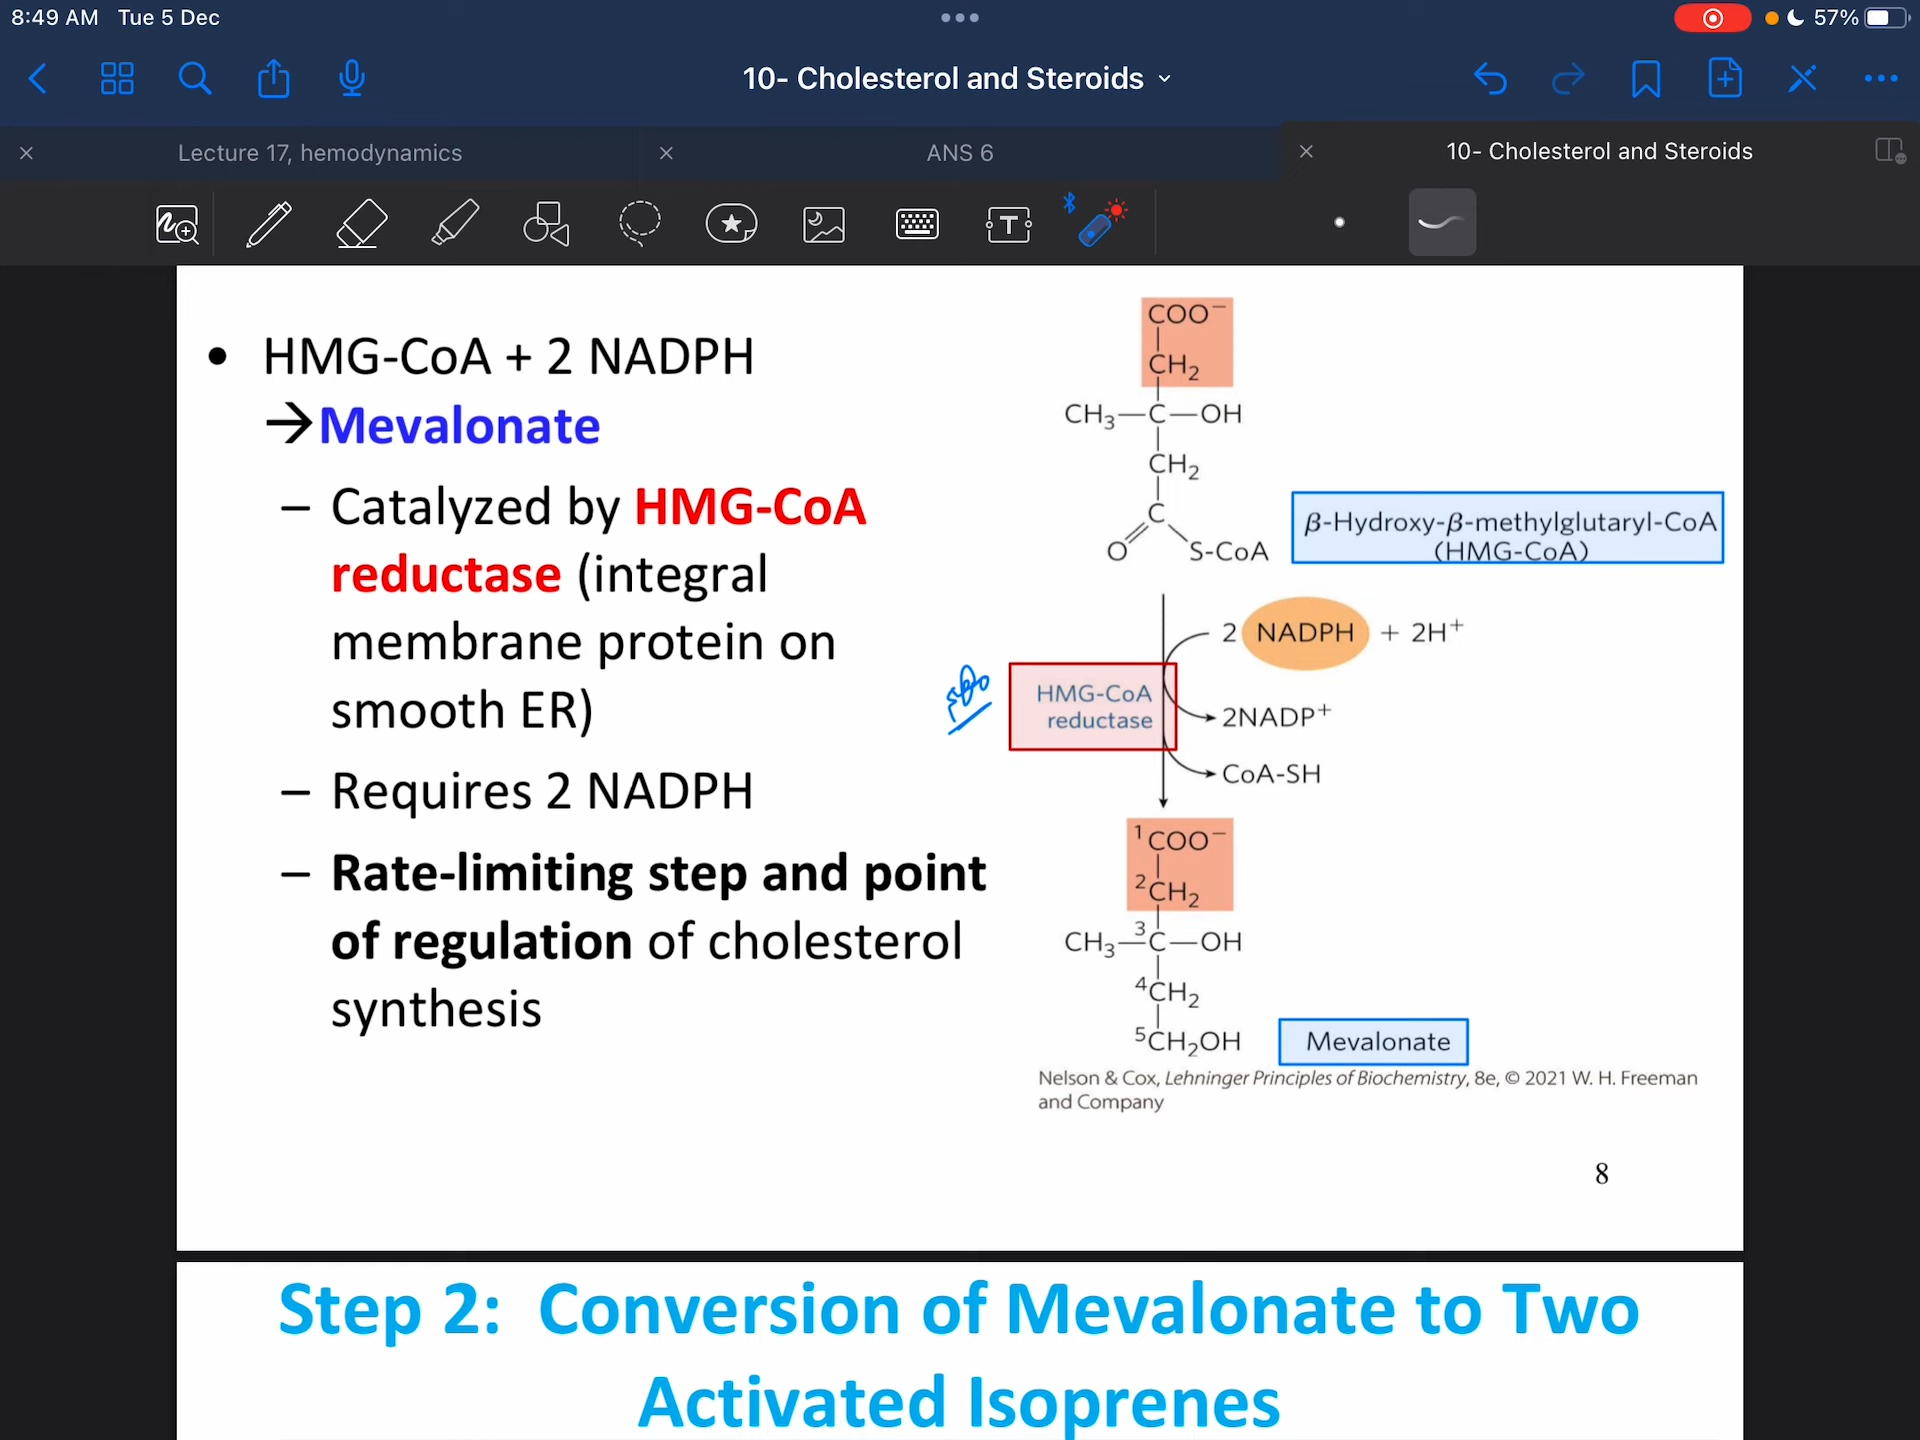 8:49 AM Tue 5 Dec
57%
10- Cholesterol and Steroids
Lecture 17, hemodynamics
ANS 6
10- Cholesterol and Steroids
• HMG-CoA + 2 NADPH
→Mevalonate
– Catalyzed by HMG-CoA
reductase (integral
membrane protein on
smooth ER)
– Requires 2 NADPH
– Rate-limiting step and point
of regulation of cholesterol
synthesis
COO⁻
CH₂
CH₃—C—OH
CH₂
C
O S-CoA
β-Hydroxy-β-methylglutaryl-CoA
(HMG-CoA)
2 NADPH + 2H⁺
HMG-CoA
reductase
2NADP⁺
CoA-SH
¹COO⁻
²CH₂
CH₃—³C—OH
⁴CH₂
⁵CH₂OH
Mevalonate
Nelson & Cox, Lehninger Principles of Biochemistry, 8e, © 2021 W. H. Freeman
and Company
8
Step 2: Conversion of Mevalonate to Two
Activated Isoprenes